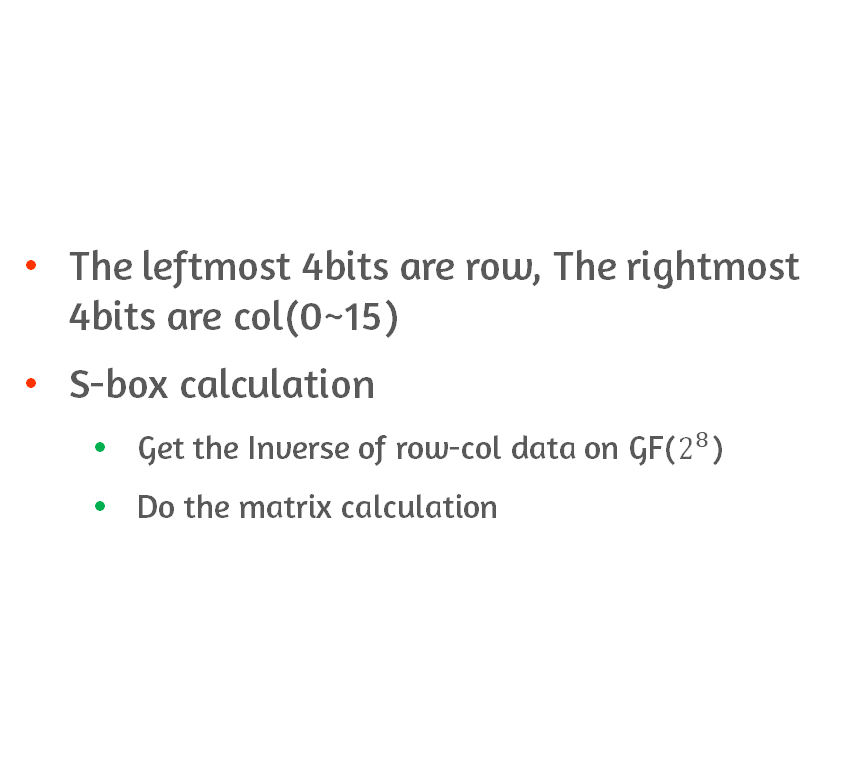 • The leftmost 4bits are row, The rightmost
4bits are col(0~15)
• S-box calculation
• Get the Inverse of row-col data on GF(2⁸)
• Do the matrix calculation